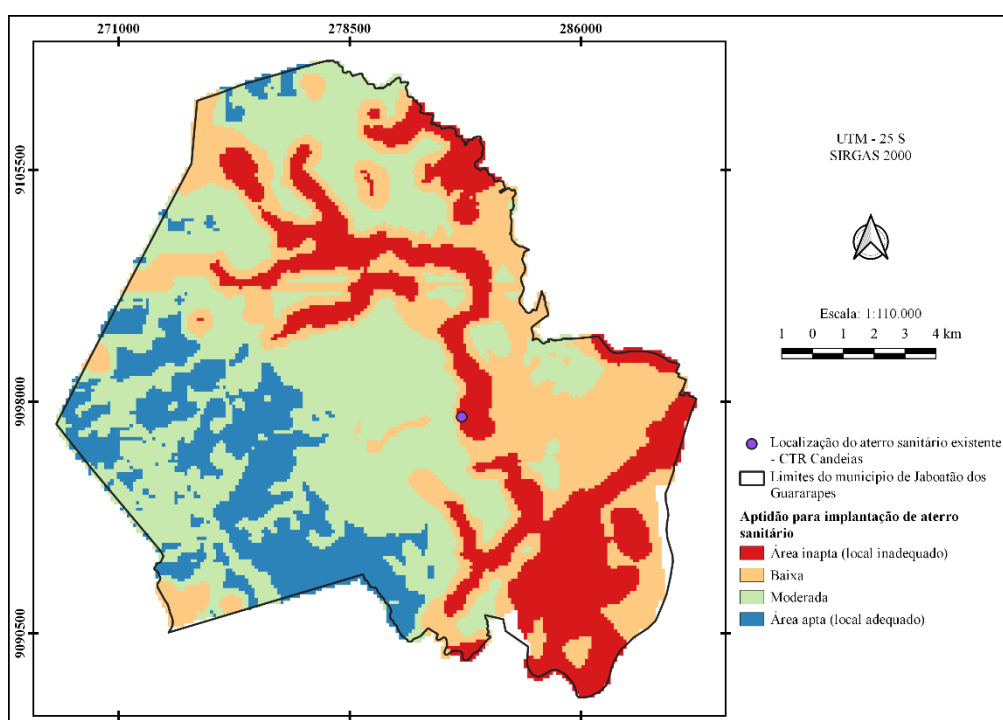 271000
278500
286000
9105500
9098000
9090500
UTM - 25 S
SIRGAS 2000
Escala: 1:110.000
1 0 1 2 3 4 km
Localização do aterro sanitário existente
- CTR Candeias
Limites do município de Jaboatão dos
Guararapes
Aptidão para implantação de aterro
sanitário
Área inapta (local inadequado)
Baixa
Moderada
Área apta (local adequado)